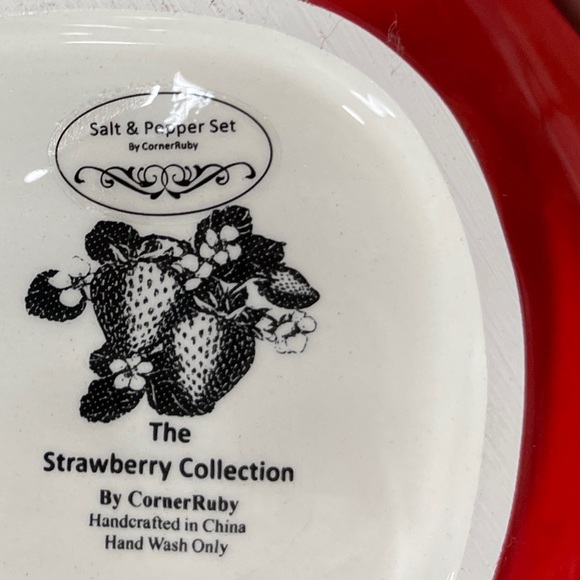 Salt & Pepper Set
By CornerRuby
The
Strawberry Collection
By CornerRuby
Handcrafted in China
Hand Wash Only